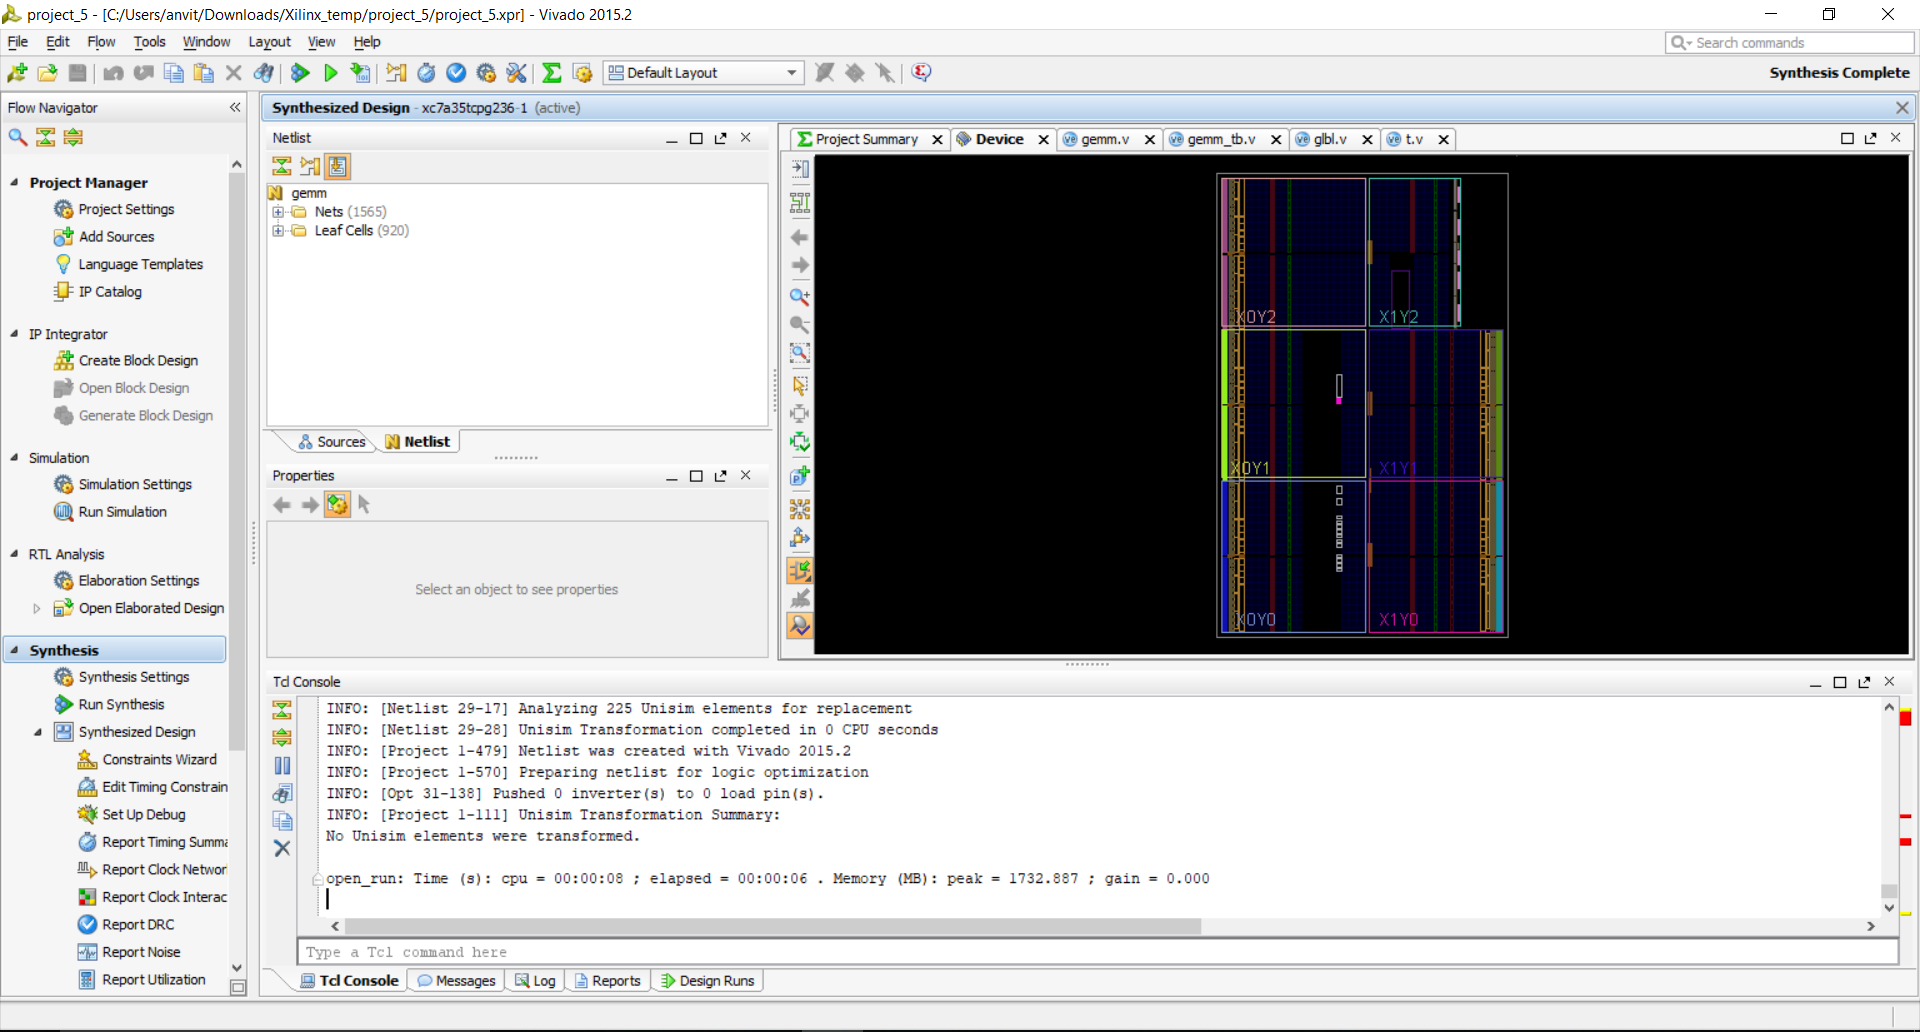 project_5 - [C:/Users/anvit/Downloads/Xilinx_temp/project_5/project_5.xpr] - Vivado 2015.2
File Edit Flow Tools Window Layout View Help
Search commands
Default Layout
Synthesis Complete
Flow Navigator
Project Manager
Project Settings
Add Sources
Language Templates
IP Catalog
IP Integrator
Create Block Design
Open Block Design
Generate Block Design
Simulation
Simulation Settings
Run Simulation
RTL Analysis
Elaboration Settings
Open Elaborated Design
Synthesis
Synthesis Settings
Run Synthesis
Synthesized Design
Constraints Wizard
Edit Timing Constrain
Set Up Debug
Report Timing Summa
Report Clock Networ
Report Clock Interac
Report DRC
Report Noise
Report Utilization
Synthesized Design - xc7a35tcpg236-1 (active)
Netlist
gemm
Nets (1565)
Leaf Cells (920)
Sources Netlist
Properties
Select an object to see properties
Project Summary Device gemm.v gemm_tb.v glbl.v t.v
X0Y2 X1Y2
X0Y1 X1Y1
X0Y0 X1Y0
Tcl Console
INFO: [Netlist 29-17] Analyzing 225 Unisim elements for replacement
INFO: [Netlist 29-28] Unisim Transformation completed in 0 CPU seconds
INFO: [Project 1-479] Netlist was created with Vivado 2015.2
INFO: [Project 1-570] Preparing netlist for logic optimization
INFO: [Opt 31-138] Pushed 0 inverter(s) to 0 load pin(s).
INFO: [Project 1-111] Unisim Transformation Summary:
No Unisim elements were transformed.
open_run: Time (s): cpu = 00:00:08 ; elapsed = 00:00:06 . Memory (MB): peak = 1732.887 ; gain = 0.000
Type a Tcl command here
Tcl Console Messages Log Reports Design Runs